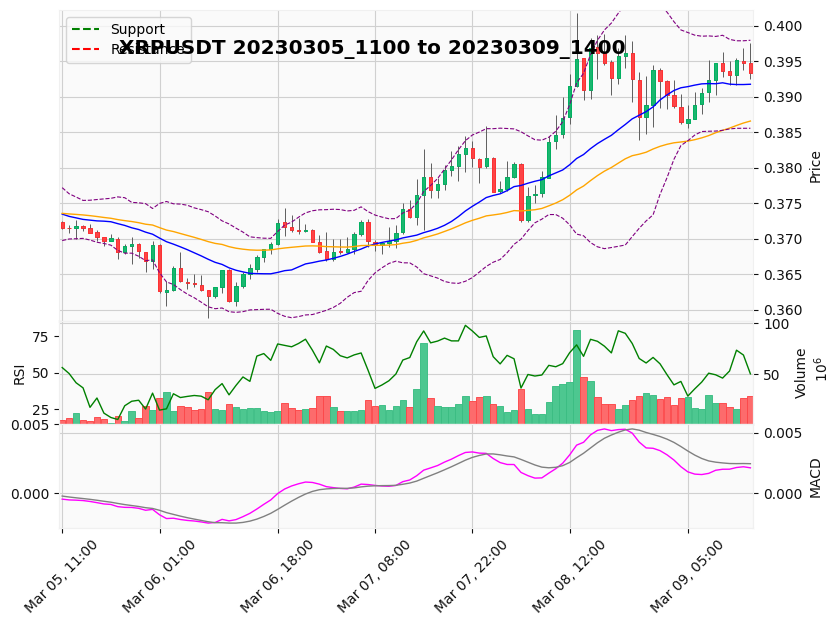 Support
Resistance
XRPUSDT 20230305_1100 to 20230309_1400
0.400
0.395
0.390
0.385
0.380
0.375
0.370
0.365
0.360
Price
75
50
25
RSI
100
50
Volume
10^6
0.005
0.000
0.005
0.000
MACD
Mar 05, 11:00
Mar 06, 01:00
Mar 06, 18:00
Mar 07, 08:00
Mar 07, 22:00
Mar 08, 12:00
Mar 09, 05:00